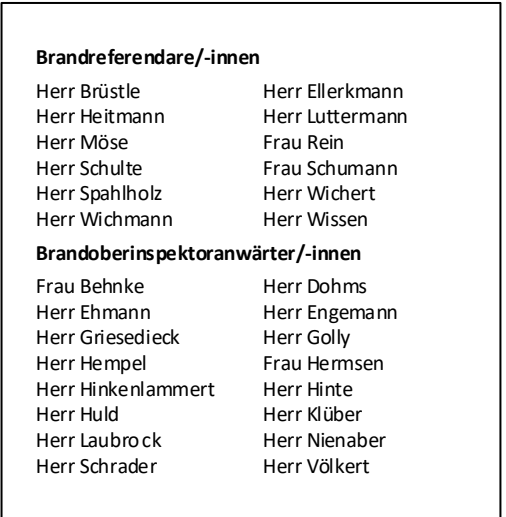 Brandreferendare/-innen
Herr Brüstle Herr Ellerkmann
Herr Heitmann Herr Luttermann
Herr Möse Frau Rein
Herr Schulte Frau Schumann
Herr Spahlholz Herr Wichert
Herr Wichmann Herr Wissen
Brandoberinspektoranwärter/-innen
Frau Behnke Herr Dohms
Herr Ehmann Herr Engemann
Herr Griesedieck Herr Golly
Herr Hempel Frau Hermsen
Herr Hinkenlammert Herr Hinte
Herr Huld Herr Klüber
Herr Laubrock Herr Nienaber
Herr Schrader Herr Völkert